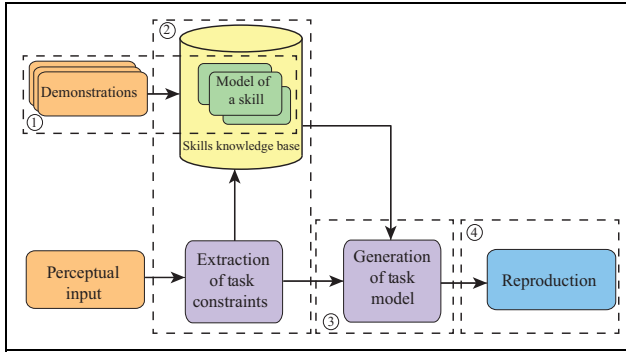 ②
Model of
a skill
Demonstrations
①
Skills knowledge base
④
Perceptual
input
Extraction
of task
constraints
Generation
of task
model
Reproduction
③